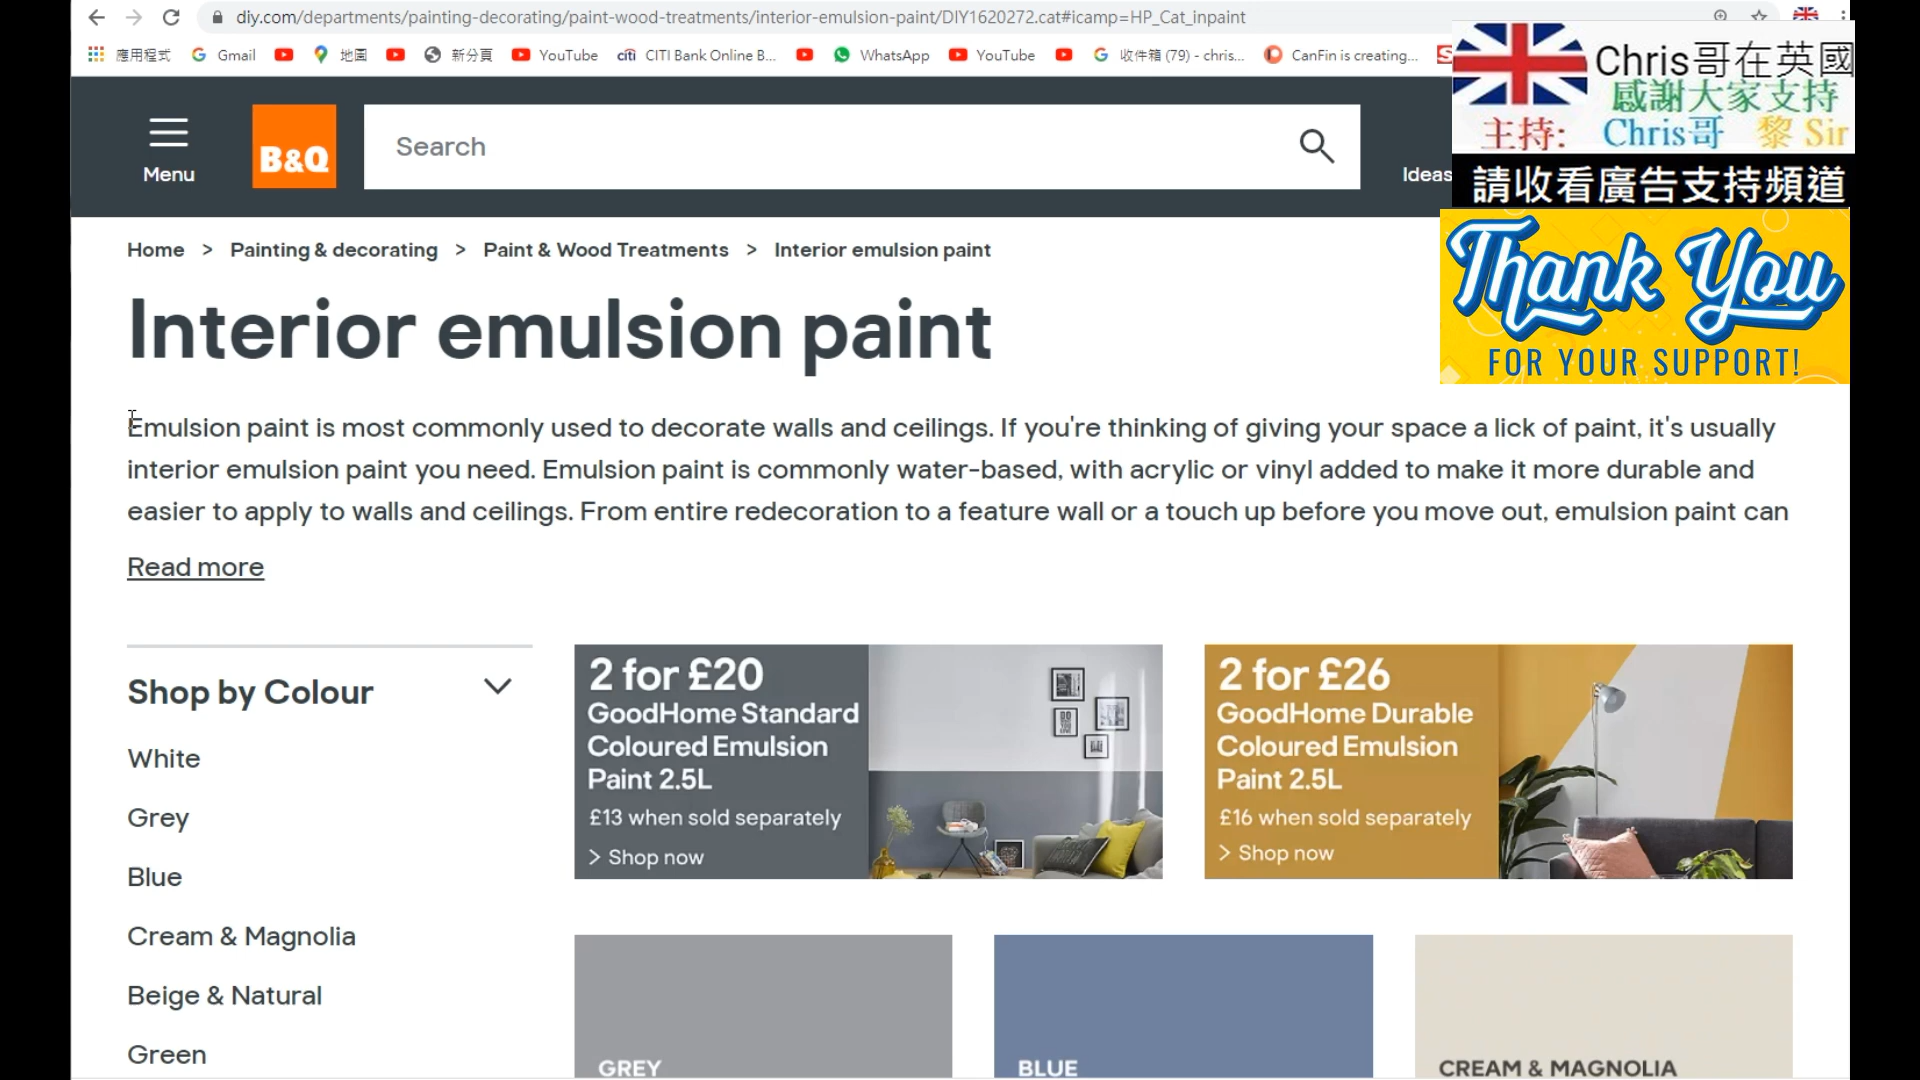 diy.com/departments/painting-decorating/paint-wood-treatments/interior-emulsion-paint/DIY1620272.cat#icamp=HP_Cat_inpaint
應用程式 Gmail 地圖 新分頁 YouTube citi CITI Bank Online B... WhatsApp YouTube 收件箱 (79) - chris... CanFin is creating...
Chris哥在英國
感謝大家支持
主持: Chris哥 黎 Sir
請收看廣告支持頻道
Thank You
FOR YOUR SUPPORT!
Menu
B&Q
Search
Ideas
Home > Painting & decorating > Paint & Wood Treatments > Interior emulsion paint
Interior emulsion paint
Emulsion paint is most commonly used to decorate walls and ceilings. If you're thinking of giving your space a lick of paint, it's usually
interior emulsion paint you need. Emulsion paint is commonly water-based, with acrylic or vinyl added to make it more durable and
easier to apply to walls and ceilings. From entire redecoration to a feature wall or a touch up before you move out, emulsion paint can
Read more
Shop by Colour
White
Grey
Blue
Cream & Magnolia
Beige & Natural
Green
2 for £20
GoodHome Standard
Coloured Emulsion
Paint 2.5L
£13 when sold separately
> Shop now
2 for £26
GoodHome Durable
Coloured Emulsion
Paint 2.5L
£16 when sold separately
> Shop now
GREY
BLUE
CREAM & MAGNOLIA